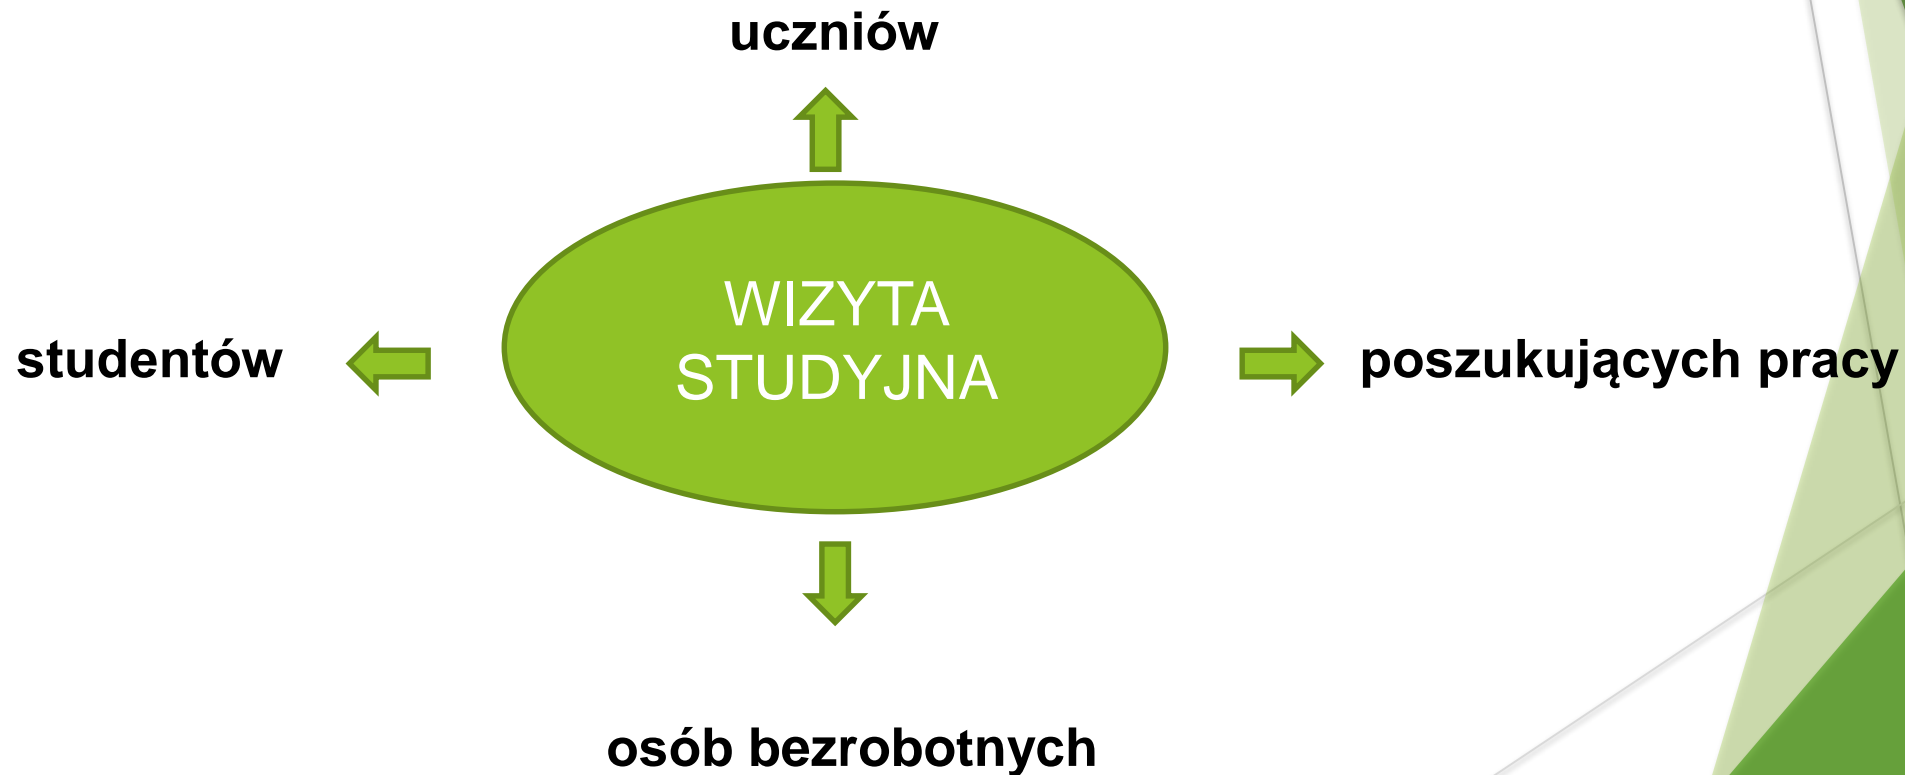 uczniów
WIZYTA
STUDYJNA
studentów
poszukujących pracy
osób bezrobotnych